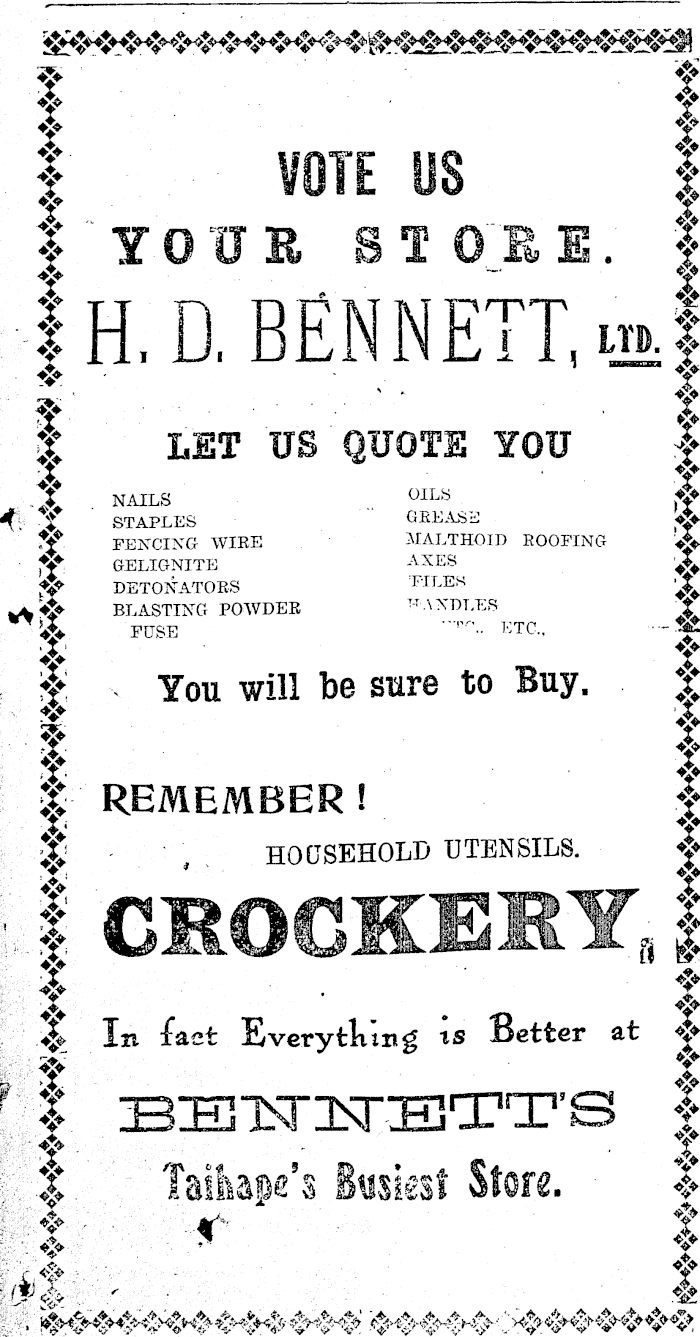 VOTE US
YOUR STORE.
H. D. BENNETT, LTD.
LET US QUOTE YOU
NAILS
STAPLES
FENCING WIRE
GELIGNITE
DETONATORS
BLASTING POWDER
FUSE
OILS
GREASE
MALTHOID ROOFING
AXES
FILES
HANDLES
ETC., ETC.,
You will be sure to Buy.
REMEMBER!
HOUSEHOLD UTENSILS.
CROCKERY
In fact Everything is Better at
BENNETT'S
Taihape's Busiest Store.